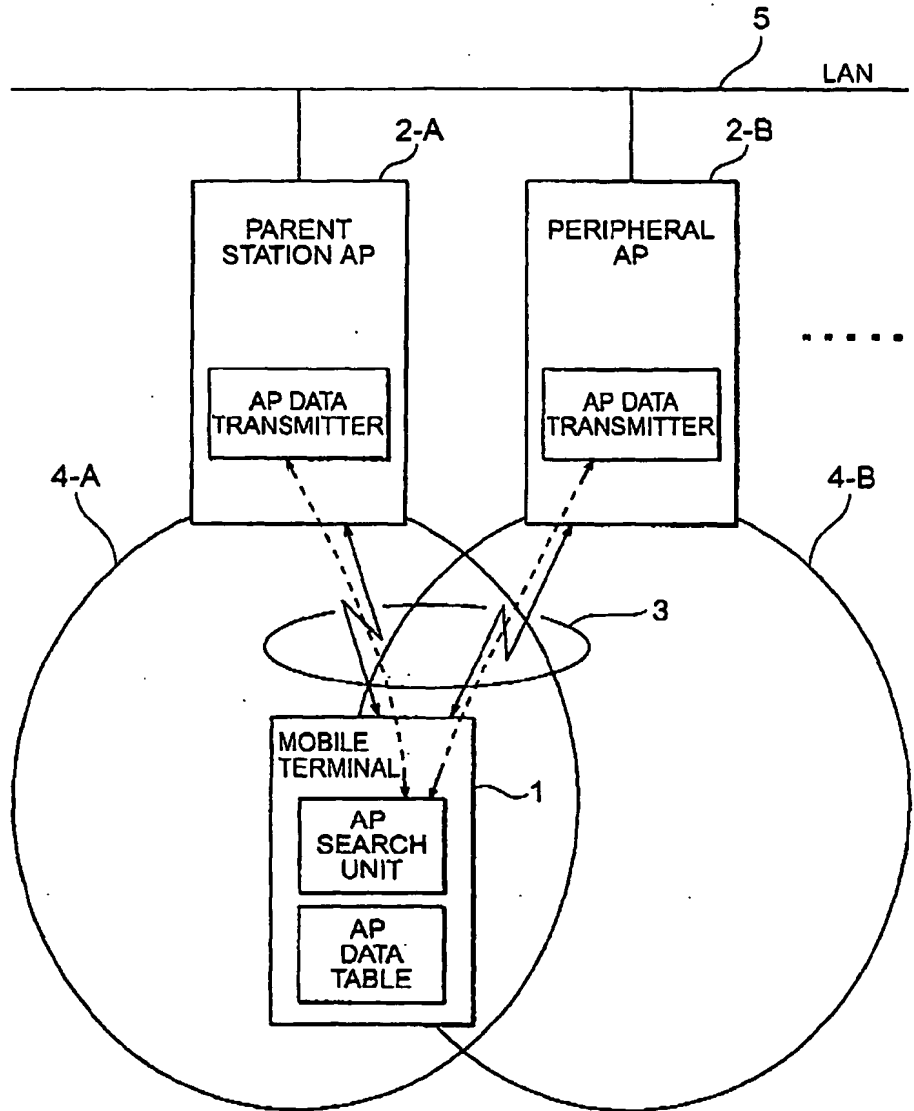 5
LAN
2-A
2-B
PARENT
STATION AP
PERIPHERAL
AP
AP DATA
TRANSMITTER
AP DATA
TRANSMITTER
4-A
4-B
3
MOBILE
TERMINAL
1
AP
SEARCH
UNIT
AP
DATA
TABLE